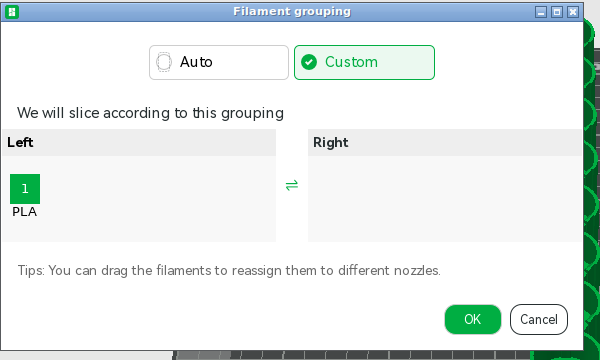 Filament grouping
Auto
Custom
We will slice according to this grouping
Left
Right
1
PLA
Tips: You can drag the filaments to reassign them to different nozzles.
OK
Cancel